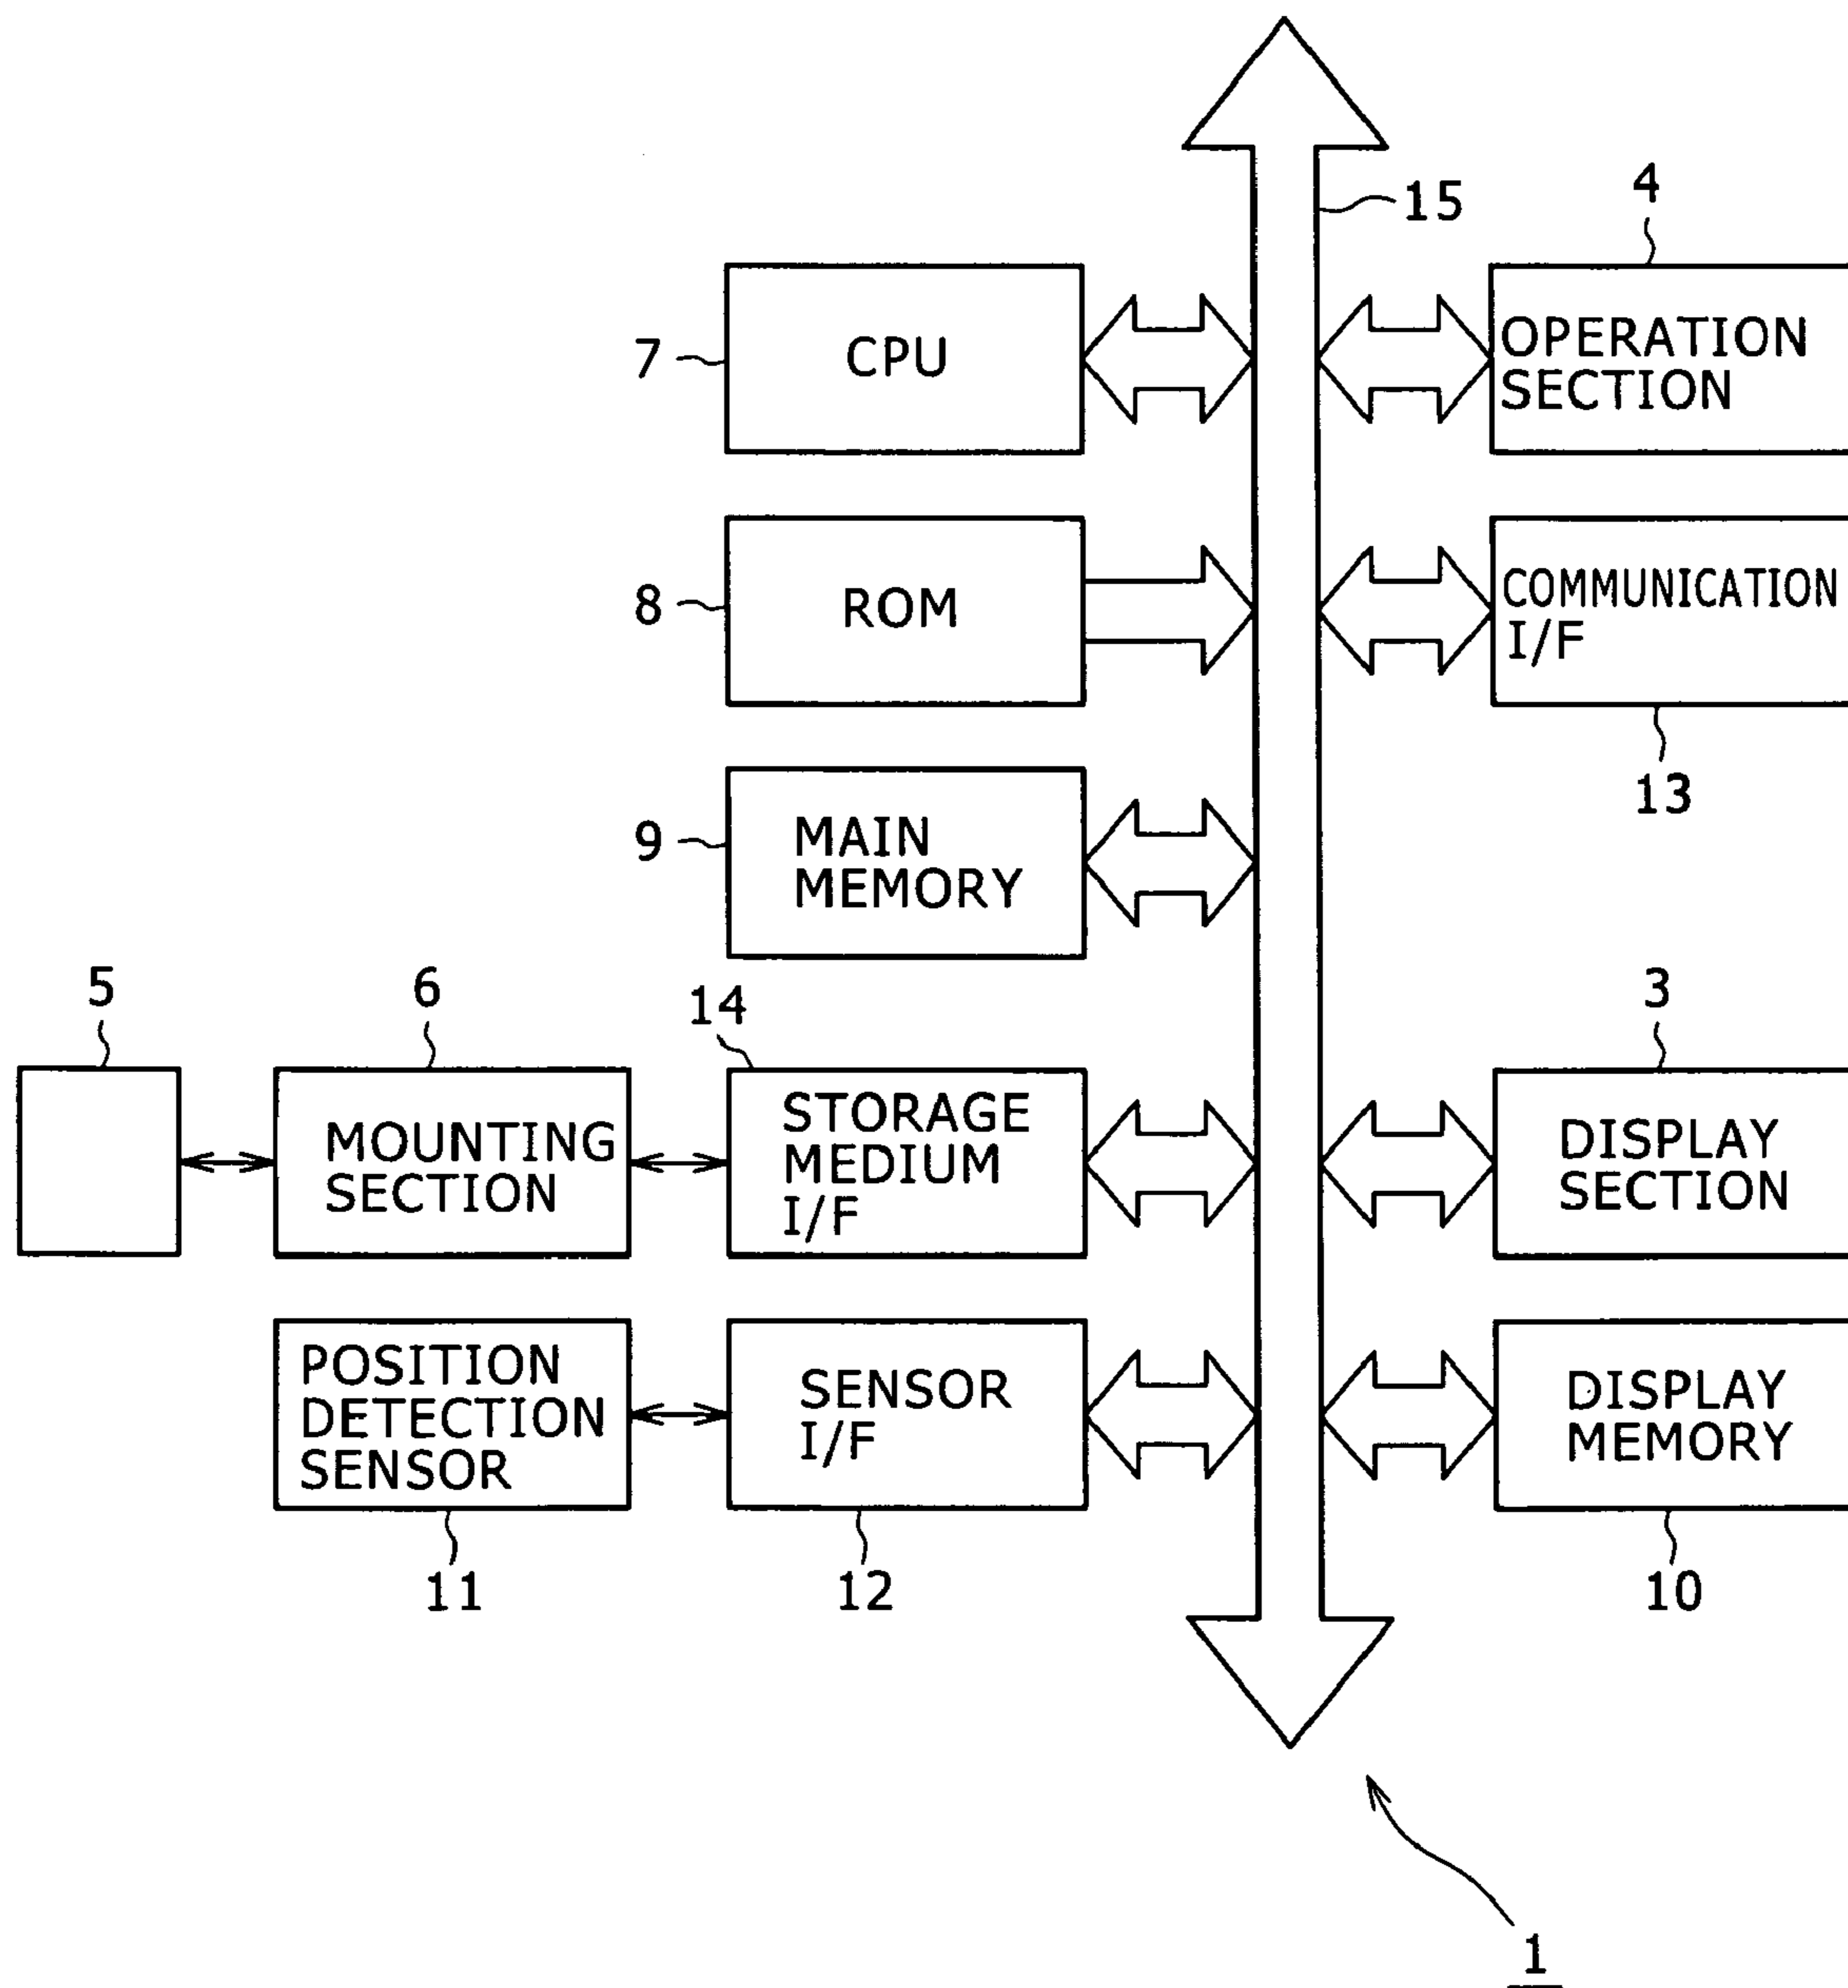 15
4
7
CPU
OPERATION
SECTION
8
ROM
COMMUNICATION
I/F
13
9
MAIN
MEMORY
5
6
14
3
MOUNTING
SECTION
STORAGE
MEDIUM
I/F
DISPLAY
SECTION
POSITION
DETECTION
SENSOR
SENSOR
I/F
DISPLAY
MEMORY
11
12
10
1